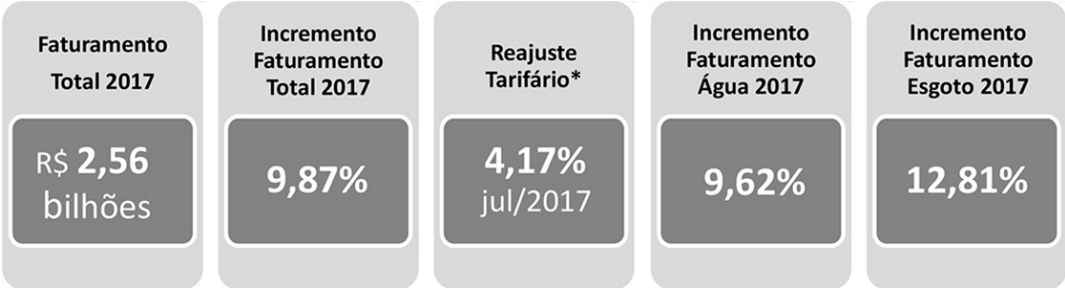 Faturamento
Total 2017
R$ 2,56
bilhões
Incremento
Faturamento
Total 2017
9,87%
Reajuste
Tarifário*
4,17%
jul/2017
Incremento
Faturamento
Água 2017
9,62%
Incremento
Faturamento
Esgoto 2017
12,81%